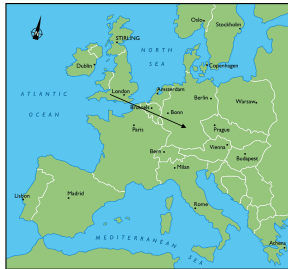 Oslo
Stockholm
STIRLING
NORTH
SEA
Dublin
Copenhagen
ATLANTIC
OCEAN
London
Amsterdam
Berlin
Warsaw
Brussels
Bonn
Paris
Prague
Vienna
Bern
Budapest
Milan
Lisbon
Madrid
Rome
MEDITERRANEAN
SEA
Athens